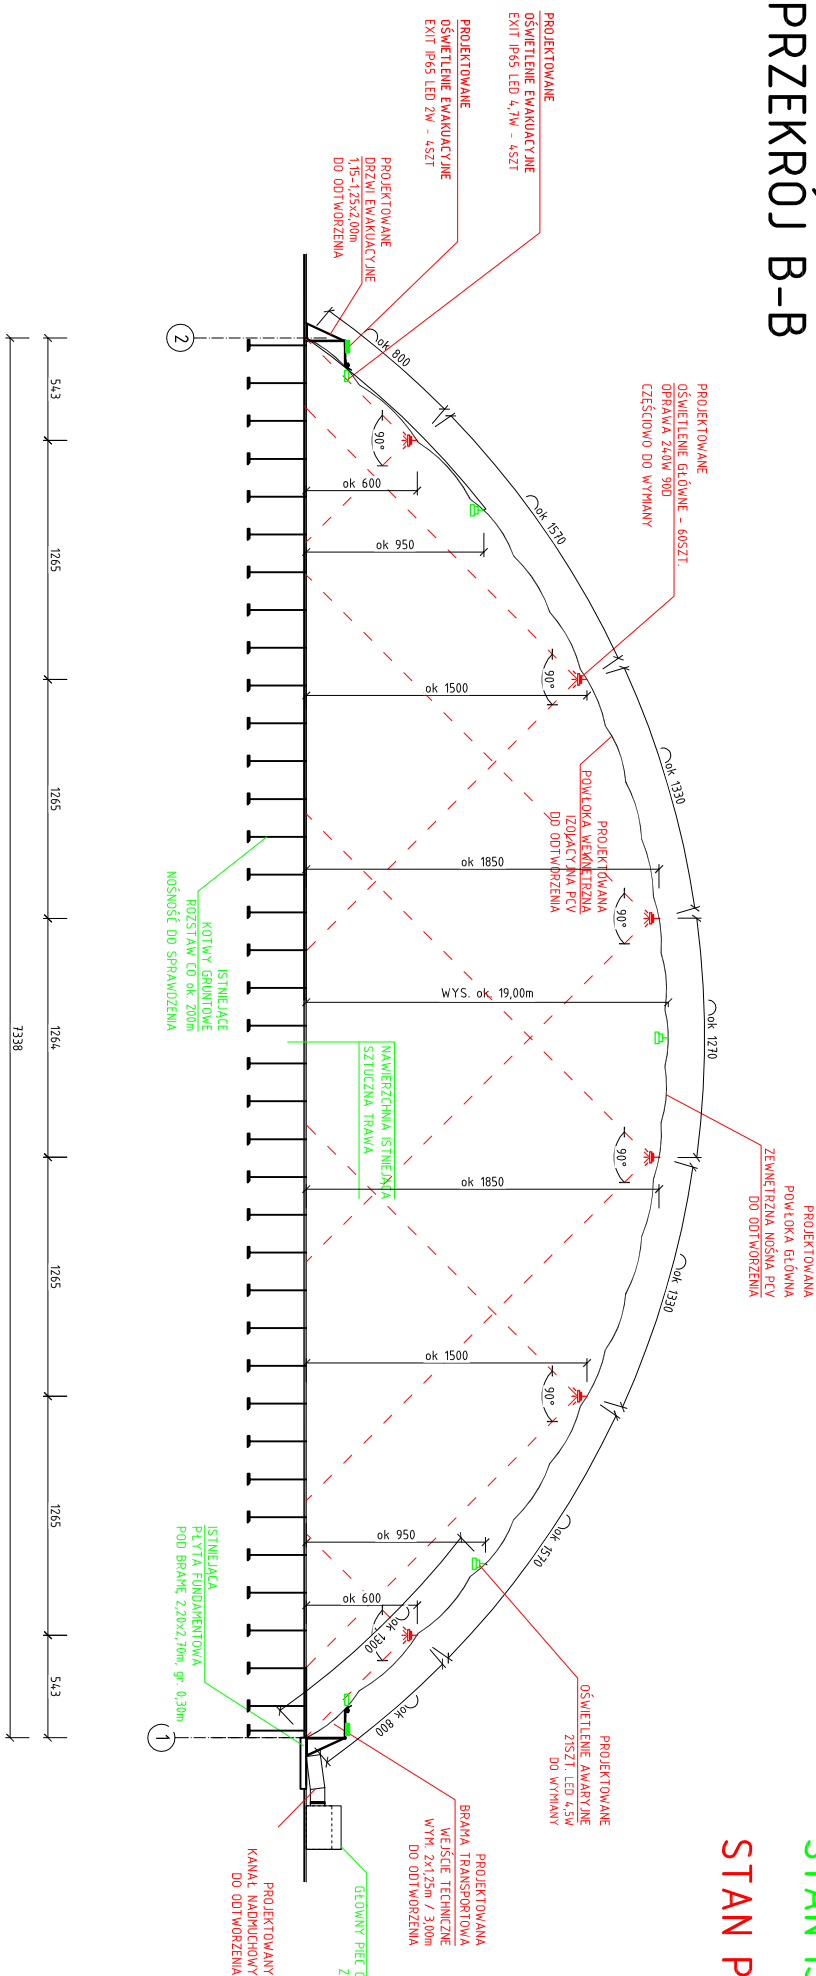 PRZEKRÓJ B-B
PROJEKTOWANE
OŚWIETLENIE EWAKUACYJNE
EXIT IP65 LED 4,7W - 4SZT
PROJEKTOWANE
OŚWIETLENIE EWAKUACYJNE
EXIT IP65 LED 2W - 4SZT
PROJEKTOWANE
DRZWI EWAKUACYJNE
1,15-1,25x2,00m
DO ODTWORZENIA
PROJEKTOWANE
OŚWIETLENIE GŁÓWNE - 60SZT.
OPRAWA 240W 90D
CZĘŚCIOWO DO WYMIANY
PROJEKTOWANA
POWŁOKA WEWNĘTRZNA
IZOLACYJNA PCV
DO ODTWORZENIA
PROJEKTOWANA
POWŁOKA GŁÓWNA
ZEWNĘTRZNA NOŚNA PCV
DO ODTWORZENIA
PROJEKTOWANE
OŚWIETLENIE AWARYJNE
21SZT. LED 4,5W
DO WYMIANY
PROJEKTOWANA
BRAMA TRANSPORTOWA
WEJŚCIE TECHNICZNE
WYM. 2x1,25m / 3,00m
DO ODTWORZENIA
PROJEKTOWANY
KANAŁ NADMUCHOWY
DO ODTWORZENIA
GŁÓWNY PIEC
Z
ISTNIEJĄCE
KOTWY GRUNTOWE
ROZSTAW CO ok. 200m
NOŚNOŚĆ DO SPRAWDZENIA
NAWIERZCHNIA ISTNIEJĄCA
SZTUCZNA TRAWA
ISTNIEJĄCA
PŁYTA FUNDAMENTOWA
POD BRAMĘ 2,20x2,70m, gr. 0,30m
ok 800
ok 1570
ok 1330
ok 1270
ok 1330
ok 1570
ok 800
ok 1300
90°
90°
90°
90°
90°
ok 600
ok 950
ok 1500
ok 1850
WYS. ok 19,00m
ok 1850
ok 1500
ok 950
ok 600
2
1
543
1265
1265
1264
1265
1265
543
7338
STAN P